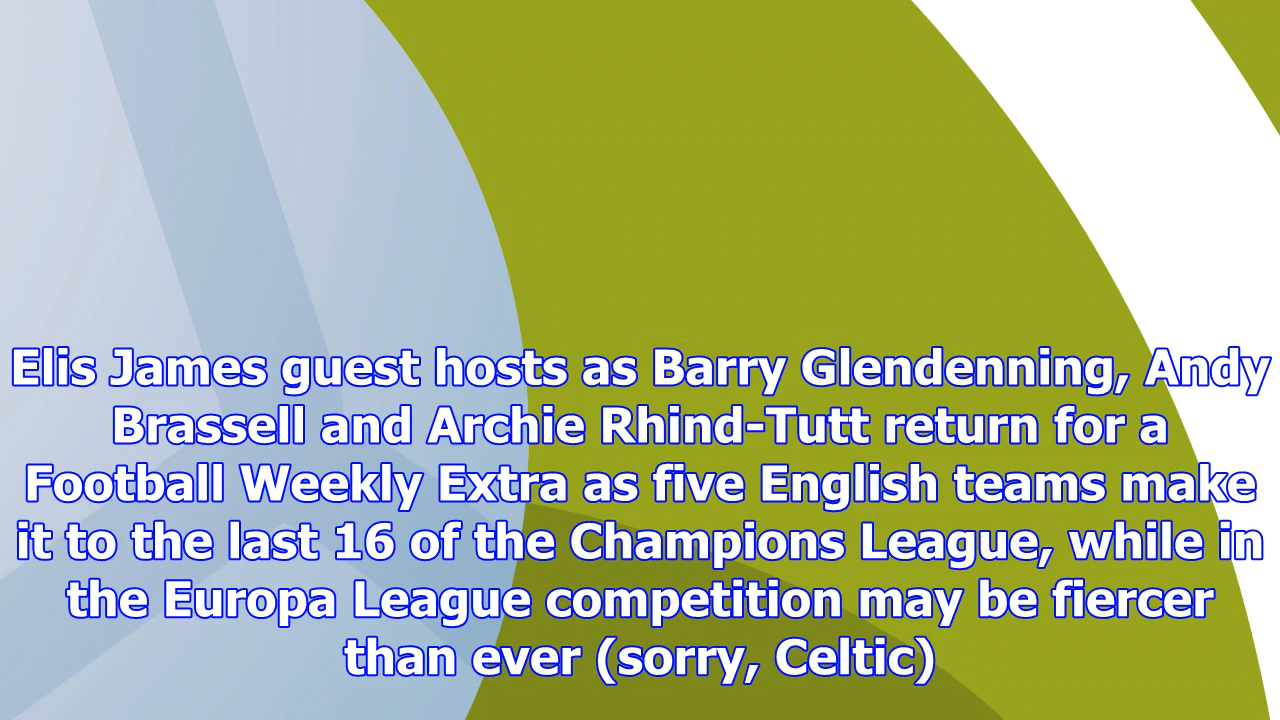 Elis James guest hosts as Barry Glendenning, Andy
Brassell and Archie Rhind-Tutt return for a
Football Weekly Extra as five English teams make
it to the last 16 of the Champions League, while in
the Europa League competition may be fiercer
than ever (sorry, Celtic)